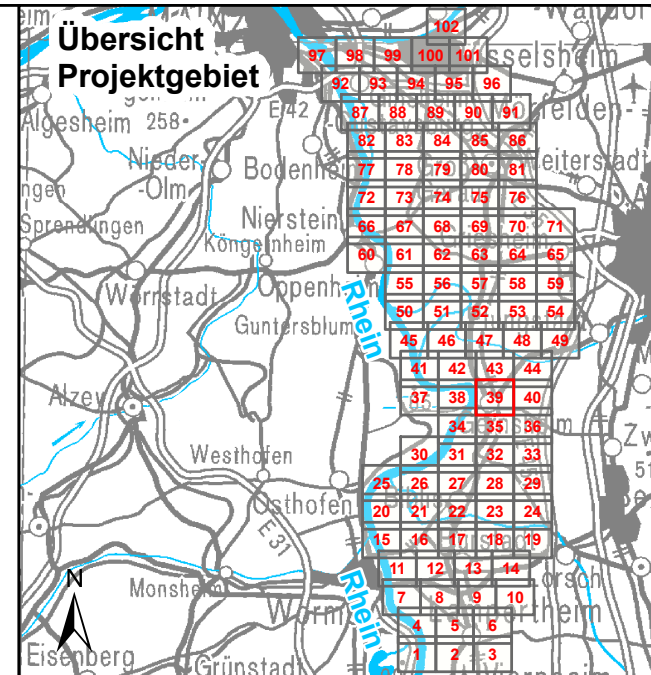 Übersicht
Projektgebiet
102
97 98 99 100 101
sselsheim
92 93 94 95 96
E 42
87 88 89 90 91
Algesheim 258
82 83 84 85 86
Nieder-
-Olm
Bodenheim
77 78 79 80 81
72 73 74 75 76
Nierstein
Sprendlingen
66 67 68 69 70 71
Köngernheim
60 61 62 63 64 65
Wörrstadt
Oppenheim
55 56 57 58 59
Rhein
50 51 52 53 54
Guntersblum
45 46 47 48 49
41 42 43 44
Alzey
37 38 39 40
34 35 36
Westhofen
30 31 32 33
25 26 27 28 29
Osthofen
20 21 22 23 24
E 31
15 16 17 18 19
11 12 13 14
Monsheim
N
Rhein
7 8 9 10
4 5 6
Eisenberg
Grünstadt
1 2 3